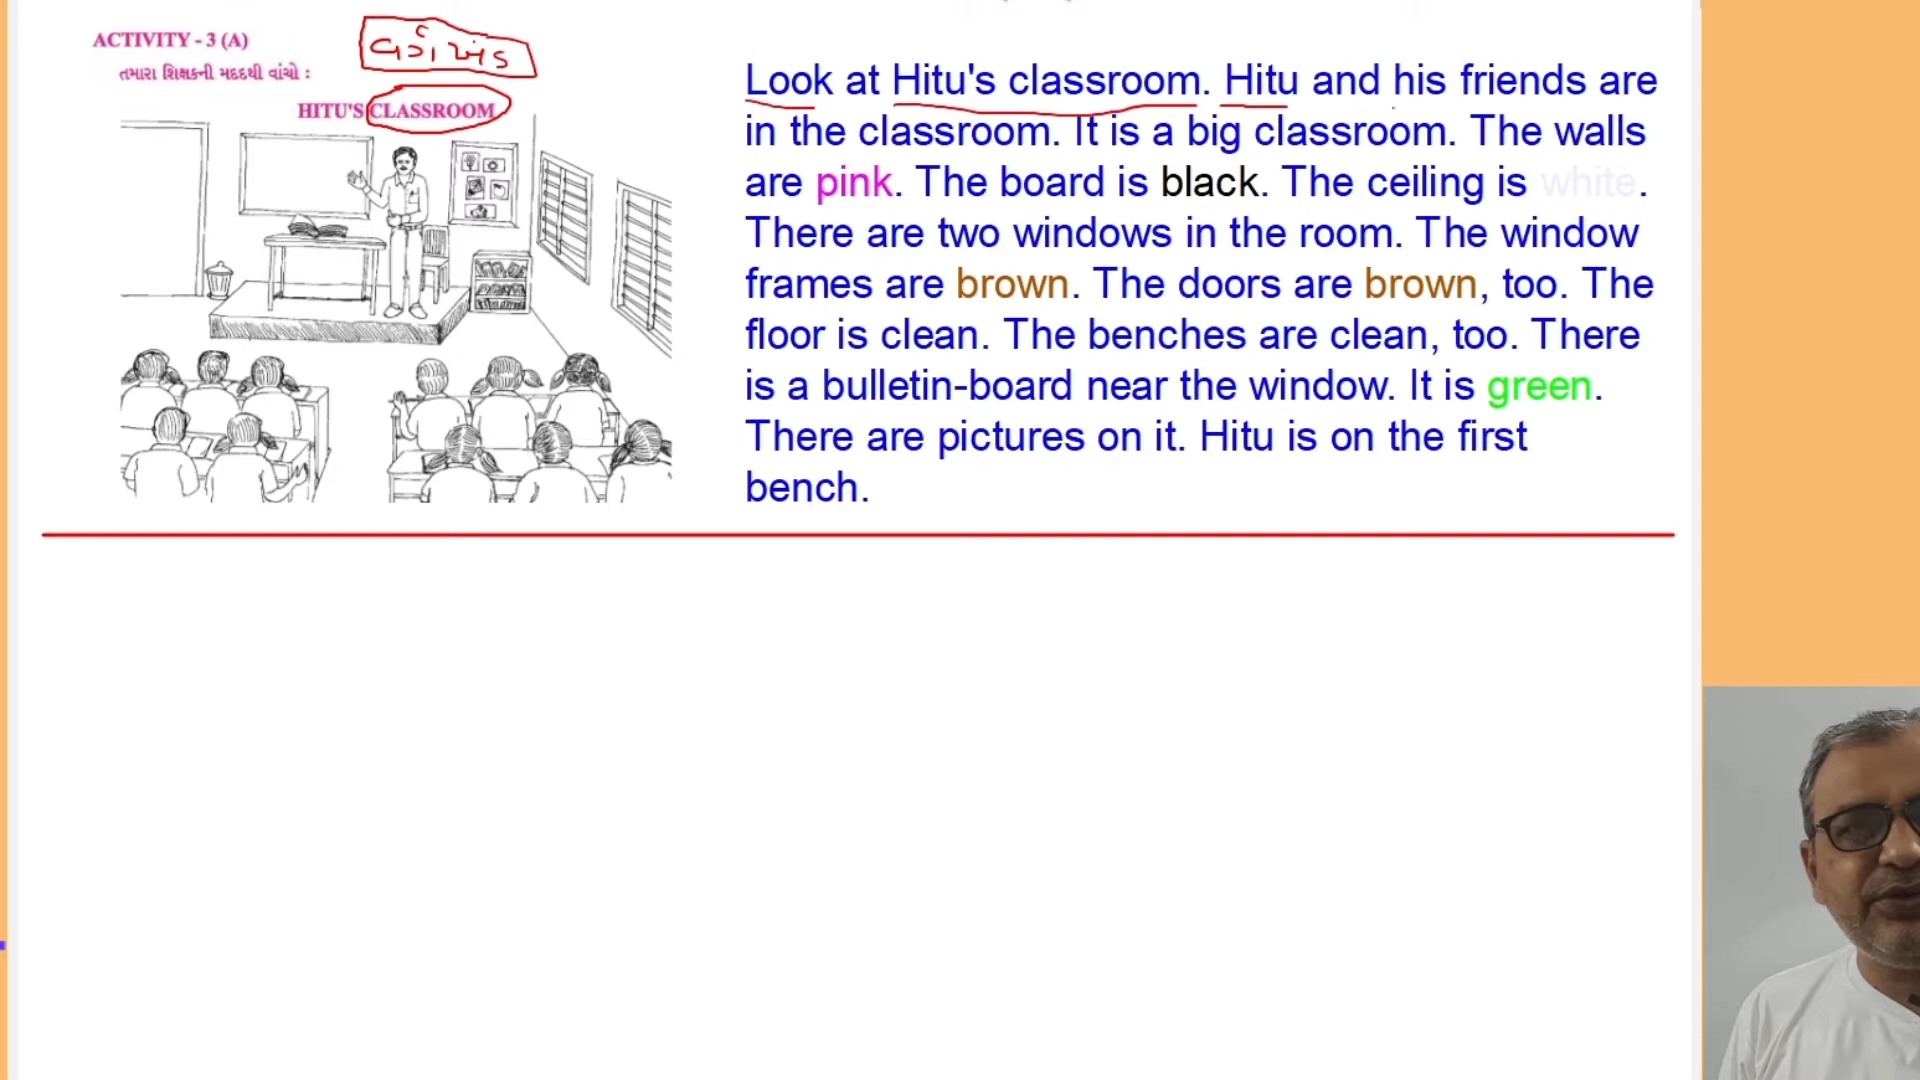 ACTIVITY - 3 (A)
વર્ગખંડ
તમારા શિક્ષકની મદદથી વાંચો :
HITU'S CLASSROOM
Look at Hitu's classroom. Hitu and his friends are
in the classroom. It is a big classroom. The walls
are pink. The board is black. The ceiling is white.
There are two windows in the room. The window
frames are brown. The doors are brown, too. The
floor is clean. The benches are clean, too. There
is a bulletin-board near the window. It is green.
There are pictures on it. Hitu is on the first
bench.